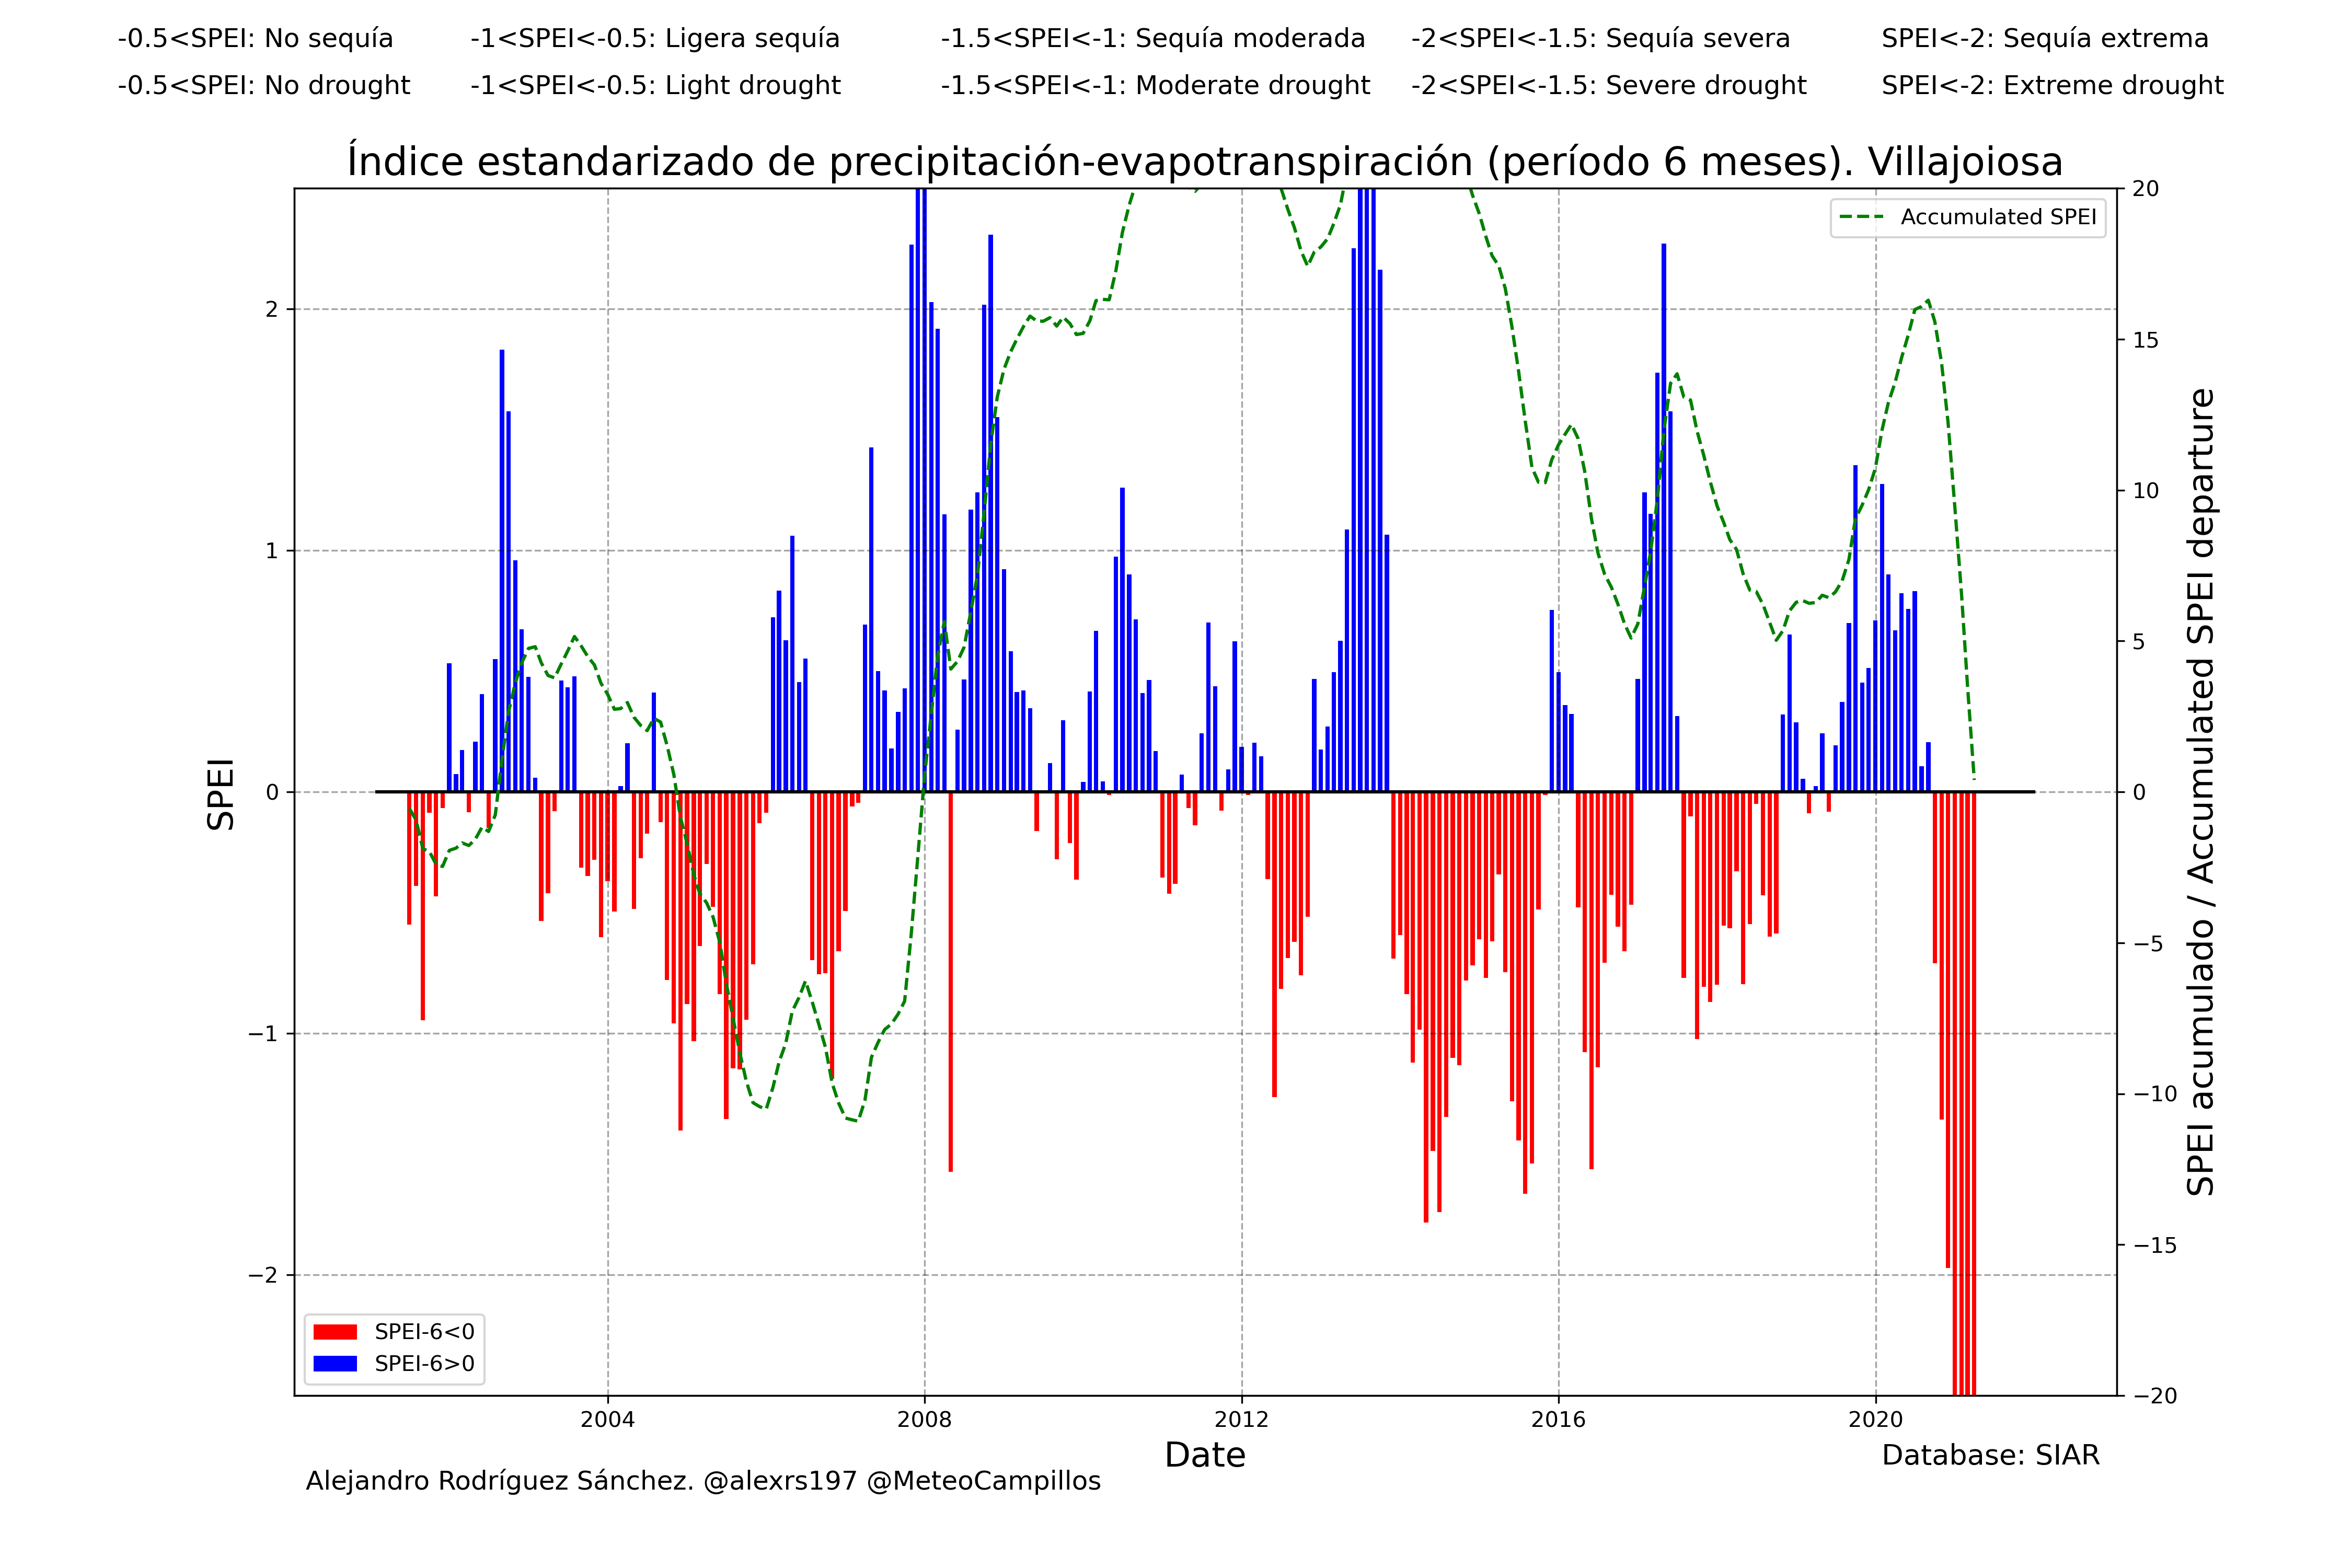 -0.5<SPEI: No sequía -1<SPEI<-0.5: Ligera sequía -1.5<SPEI<-1: Sequía moderada -2<SPEI<-1.5: Sequía severa SPEI<-2: Sequía extrema
-0.5<SPEI: No drought -1<SPEI<-0.5: Light drought -1.5<SPEI<-1: Moderate drought -2<SPEI<-1.5: Severe drought SPEI<-2: Extreme drought
Índice estandarizado de precipitación-evapotranspiración (período 6 meses). Villajoiosa
Accumulated SPEI
SPEI
2
1
0
−1
−2
20
15
10
5
0
−5
−10
−15
−20
SPEI acumulado / Accumulated SPEI departure
SPEI-6<0
SPEI-6>0
2004 2008 2012 2016 2020
Date
Database: SIAR
Alejandro Rodríguez Sánchez. @alexrs197 @MeteoCampillos